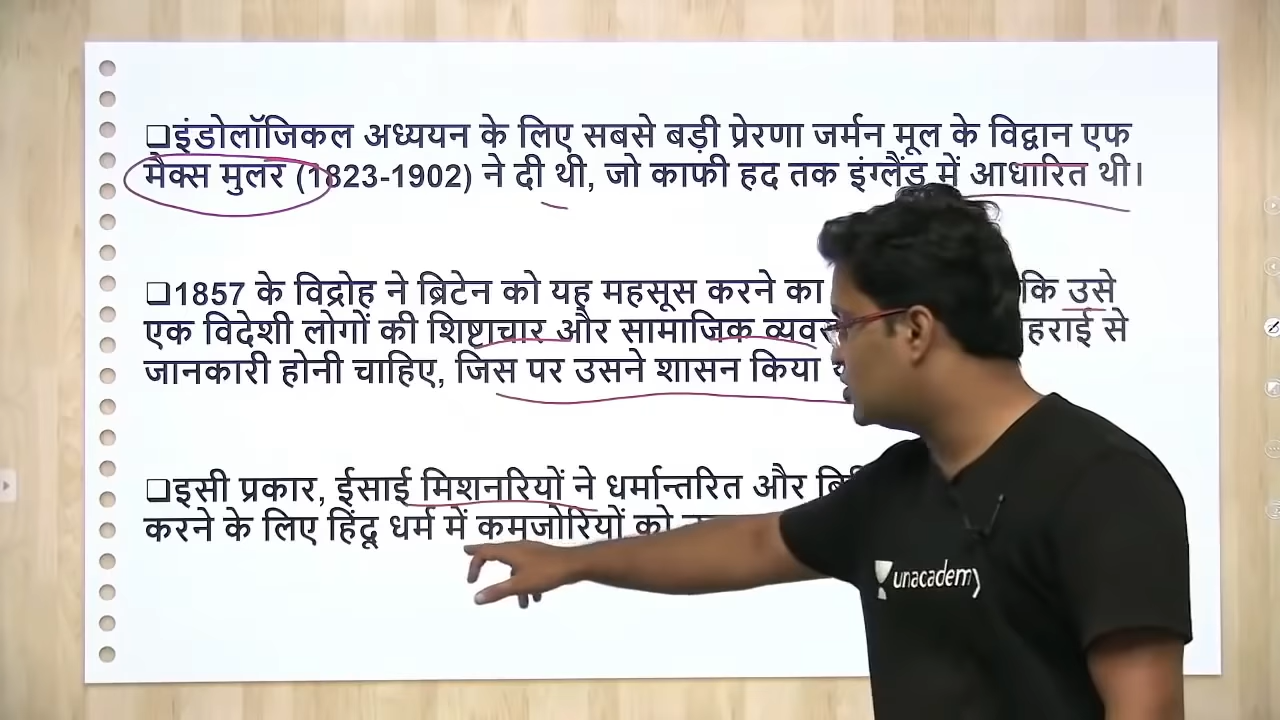 ❑इंडोलॉजिकल अध्ययन के लिए सबसे बड़ी प्रेरणा जर्मन मूल के विद्वान एफ
मैक्स मुलर (1823-1902) ने दी थी, जो काफी हद तक इंग्लैंड में आधारित थी।
❑1857 के विद्रोह ने ब्रिटेन को यह महसूस करने का कि उसे
एक विदेशी लोगों की शिष्टाचार और सामाजिक से
जानकारी होनी चाहिए, जिस पर उसने शासन किया
❑इसी प्रकार, ईसाई मिशनरियों ने धर्मान्तरित और
करने के लिए हिंदू धर्म में कमजोरियों को
unacademy